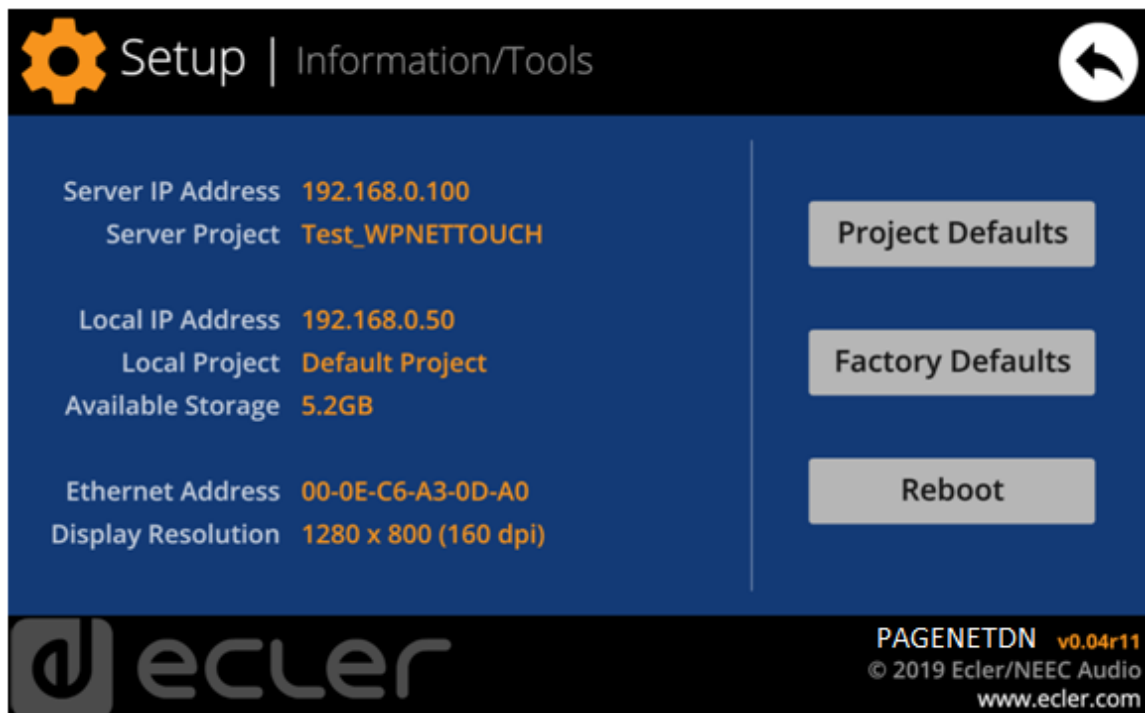 Setup | Information/Tools
Server IP Address 192.168.0.100
Server Project Test_WPNETTOUCH
Local IP Address 192.168.0.50
Local Project Default Project
Available Storage 5.2GB
Ethernet Address 00-0E-C6-A3-0D-A0
Display Resolution 1280 x 800 (160 dpi)
Project Defaults
Factory Defaults
Reboot
ecler
PAGENETDN v0.04r11
© 2019 Ecler/NEEC Audio
www.ecler.com